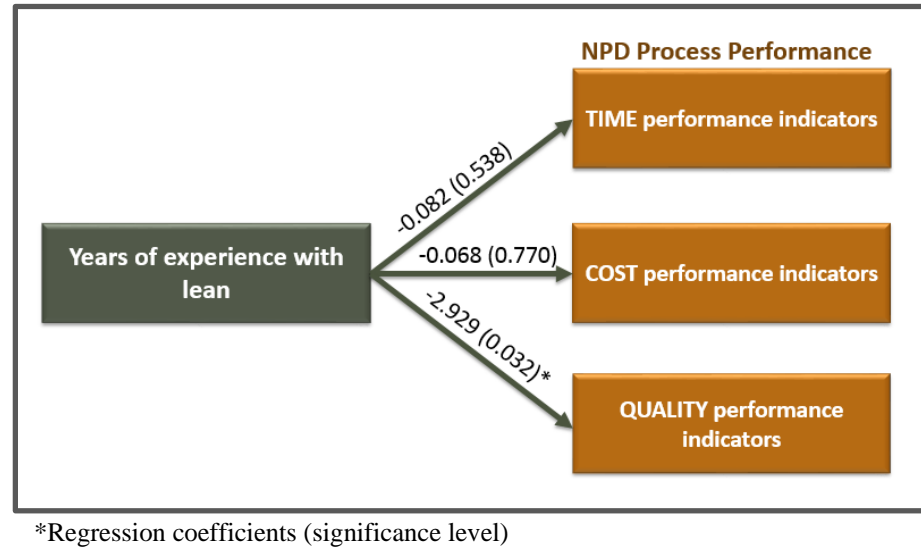 NPD Process Performance
TIME performance indicators
-0.082 (0.538)
Years of experience with
lean
-0.068 (0.770)
COST performance indicators
-2.929 (0.032)*
QUALITY performance
indicators
*Regression coefficients (significance level)